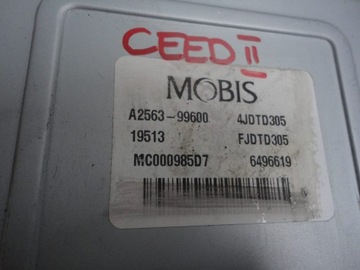 CEED II
MOBIS
A2563-99600 4JDTD305
19513 FJDTD305
MC000985D7 6496619